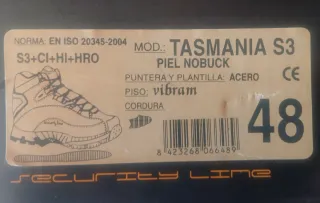 NORMA: EN ISO 20345-2004
S3+CI+HI+HRO
MOD.: TASMANIA S3
PIEL NOBUCK
PUNTERA Y PLANTILLA: ACERO
CE
PISO: vibram
CORDURA
48
8 423248 066489
security line